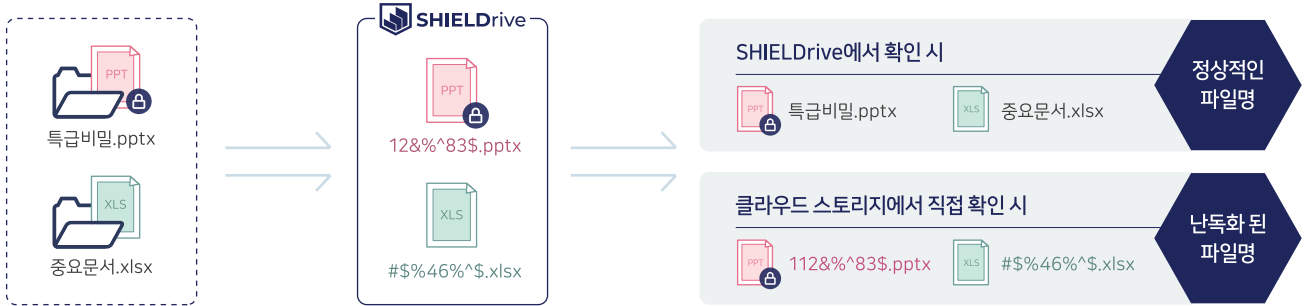 PPT
특급비밀.pptx
XLS
중요문서.xlsx
SHIELDrive
PPT
12&%^83$.pptx
XLS
#$%46%^$.xlsx
SHIELDrive에서 확인 시
PPT 특급비밀.pptx XLS 중요문서.xlsx
정상적인
파일명
클라우드 스토리지에서 직접 확인 시
PPT 112&%^83$.pptx XLS #$%46%^$.xlsx
난독화 된
파일명